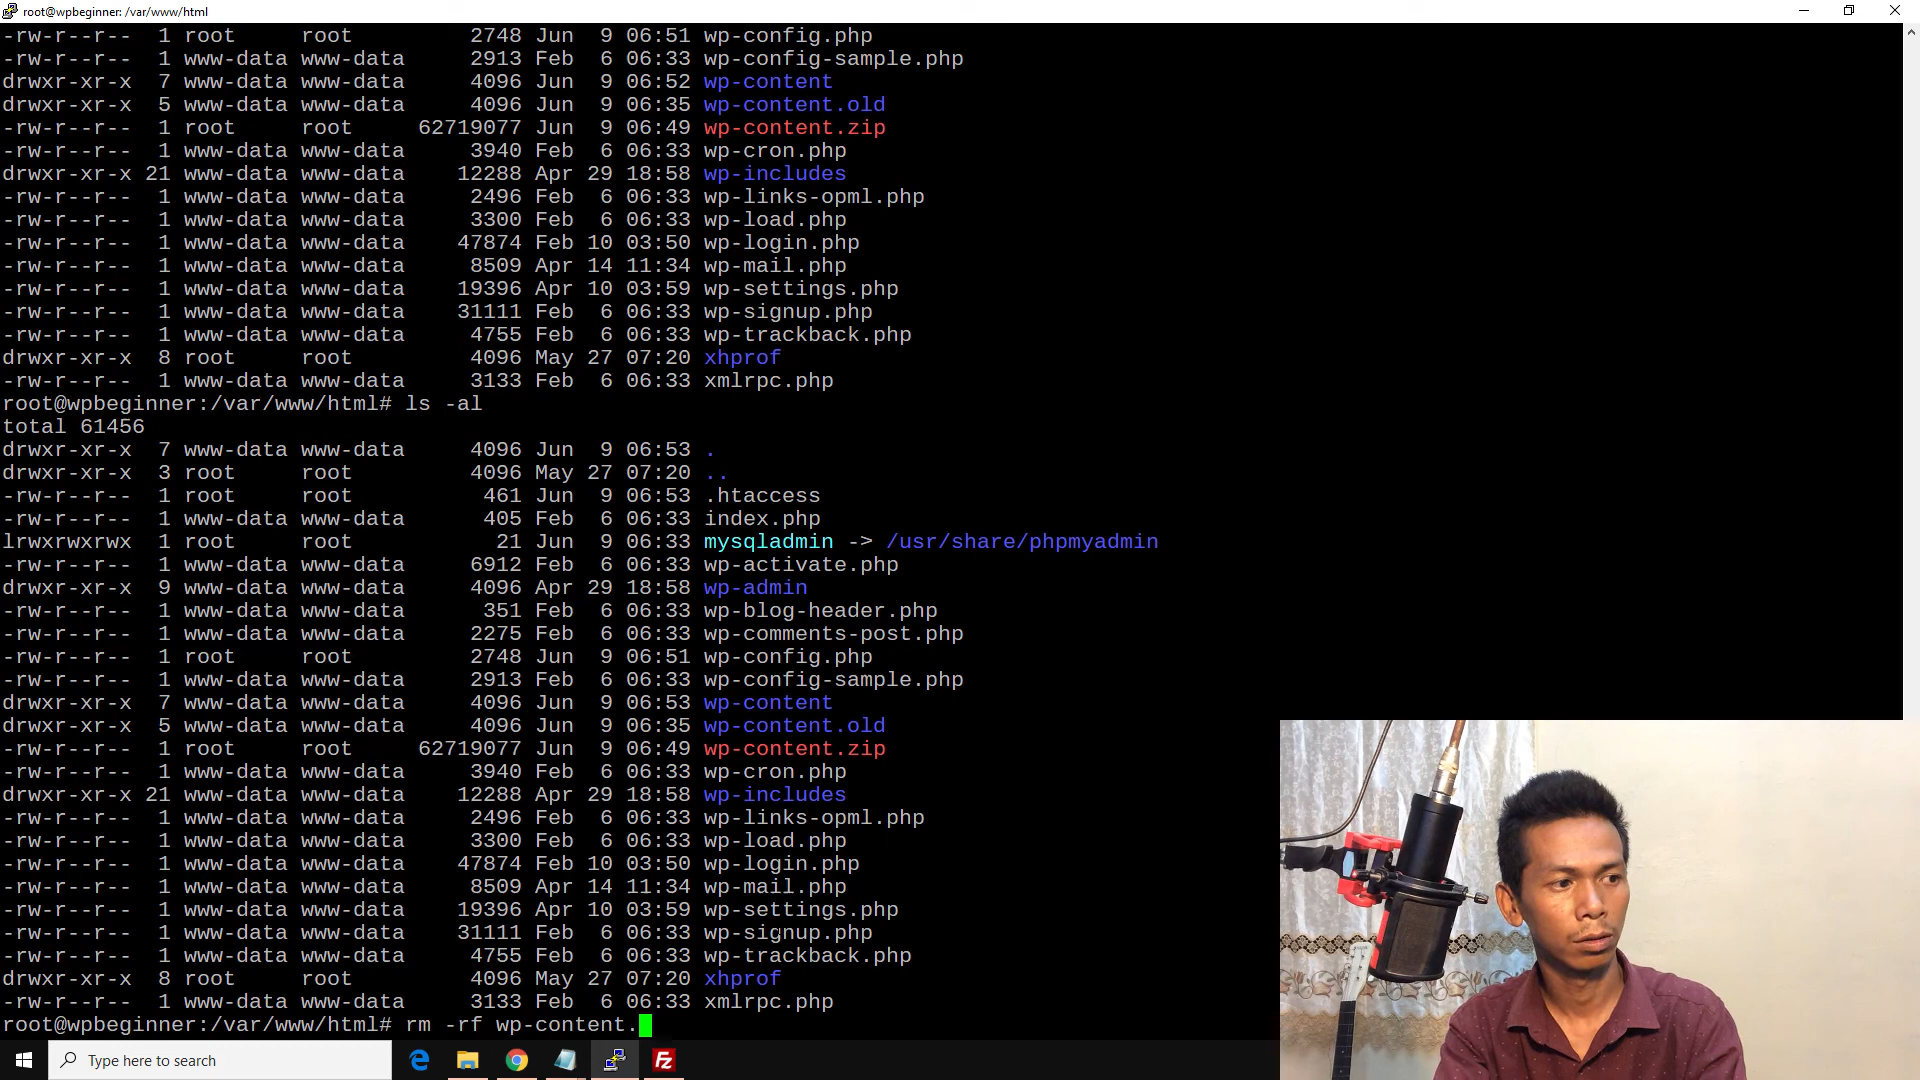 root@wpbeginner: /var/www/html
-rw-r--r-- 1 root root 2748 Jun 9 06:51 wp-config.php
-rw-r--r-- 1 www-data www-data 2913 Feb 6 06:33 wp-config-sample.php
drwxr-xr-x 7 www-data www-data 4096 Jun 9 06:52 wp-content
drwxr-xr-x 5 www-data www-data 4096 Jun 9 06:35 wp-content.old
-rw-r--r-- 1 root root 62719077 Jun 9 06:49 wp-content.zip
-rw-r--r-- 1 www-data www-data 3940 Feb 6 06:33 wp-cron.php
drwxr-xr-x 21 www-data www-data 12288 Apr 29 18:58 wp-includes
-rw-r--r-- 1 www-data www-data 2496 Feb 6 06:33 wp-links-opml.php
-rw-r--r-- 1 www-data www-data 3300 Feb 6 06:33 wp-load.php
-rw-r--r-- 1 www-data www-data 47874 Feb 10 03:50 wp-login.php
-rw-r--r-- 1 www-data www-data 8509 Apr 14 11:34 wp-mail.php
-rw-r--r-- 1 www-data www-data 19396 Apr 10 03:59 wp-settings.php
-rw-r--r-- 1 www-data www-data 31111 Feb 6 06:33 wp-signup.php
-rw-r--r-- 1 www-data www-data 4755 Feb 6 06:33 wp-trackback.php
drwxr-xr-x 8 root root 4096 May 27 07:20 xhprof
-rw-r--r-- 1 www-data www-data 3133 Feb 6 06:33 xmlrpc.php
root@wpbeginner:/var/www/html# ls -al
total 61456
drwxr-xr-x 7 www-data www-data 4096 Jun 9 06:53 .
drwxr-xr-x 3 root root 4096 May 27 07:20 ..
-rw-r--r-- 1 root root 461 Jun 9 06:53 .htaccess
-rw-r--r-- 1 www-data www-data 405 Feb 6 06:33 index.php
lrwxrwxrwx 1 root root 21 Jun 9 06:33 mysqladmin -> /usr/share/phpmyadmin
-rw-r--r-- 1 www-data www-data 6912 Feb 6 06:33 wp-activate.php
drwxr-xr-x 9 www-data www-data 4096 Apr 29 18:58 wp-admin
-rw-r--r-- 1 www-data www-data 351 Feb 6 06:33 wp-blog-header.php
-rw-r--r-- 1 www-data www-data 2275 Feb 6 06:33 wp-comments-post.php
-rw-r--r-- 1 root root 2748 Jun 9 06:51 wp-config.php
-rw-r--r-- 1 www-data www-data 2913 Feb 6 06:33 wp-config-sample.php
drwxr-xr-x 7 www-data www-data 4096 Jun 9 06:53 wp-content
drwxr-xr-x 5 www-data www-data 4096 Jun 9 06:35 wp-content.old
-rw-r--r-- 1 root root 62719077 Jun 9 06:49 wp-content.zip
-rw-r--r-- 1 www-data www-data 3940 Feb 6 06:33 wp-cron.php
drwxr-xr-x 21 www-data www-data 12288 Apr 29 18:58 wp-includes
-rw-r--r-- 1 www-data www-data 2496 Feb 6 06:33 wp-links-opml.php
-rw-r--r-- 1 www-data www-data 3300 Feb 6 06:33 wp-load.php
-rw-r--r-- 1 www-data www-data 47874 Feb 10 03:50 wp-login.php
-rw-r--r-- 1 www-data www-data 8509 Apr 14 11:34 wp-mail.php
-rw-r--r-- 1 www-data www-data 19396 Apr 10 03:59 wp-settings.php
-rw-r--r-- 1 www-data www-data 31111 Feb 6 06:33 wp-signup.php
-rw-r--r-- 1 www-data www-data 4755 Feb 6 06:33 wp-trackback.php
drwxr-xr-x 8 root root 4096 May 27 07:20 xhprof
-rw-r--r-- 1 www-data www-data 3133 Feb 6 06:33 xmlrpc.php
root@wpbeginner:/var/www/html# rm -rf wp-content.
Type here to search
Fz